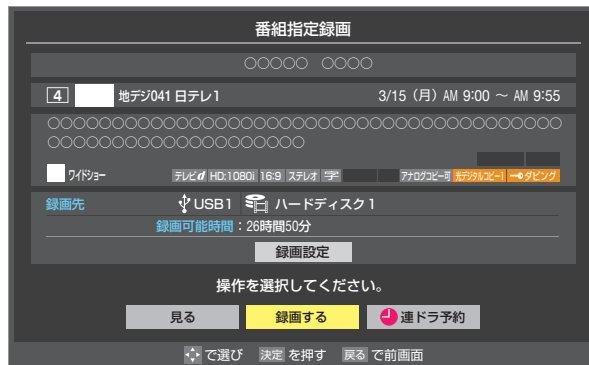 番組指定録画
○○○○○ ○○○○
4 地デジ041 日テレ1 3/15（月）AM 9:00 ～ AM 9:55
○○○○○○○○○○○○○○○○○○○○○○○○○○○○○○○○○○○○○○○○
○○○○○○○○○○○○○○○○○○○○
ワイドショー テレビd HD:1080i 16:9 ステレオ 字 アナログコピー可 光デジタルコピー1 ダビング
録画先 USB1 ハードディスク1
録画可能時間：26時間50分
録画設定
操作を選択してください。
見る 録画する 連ドラ予約
で選び 決定 を押す 戻る で前画面